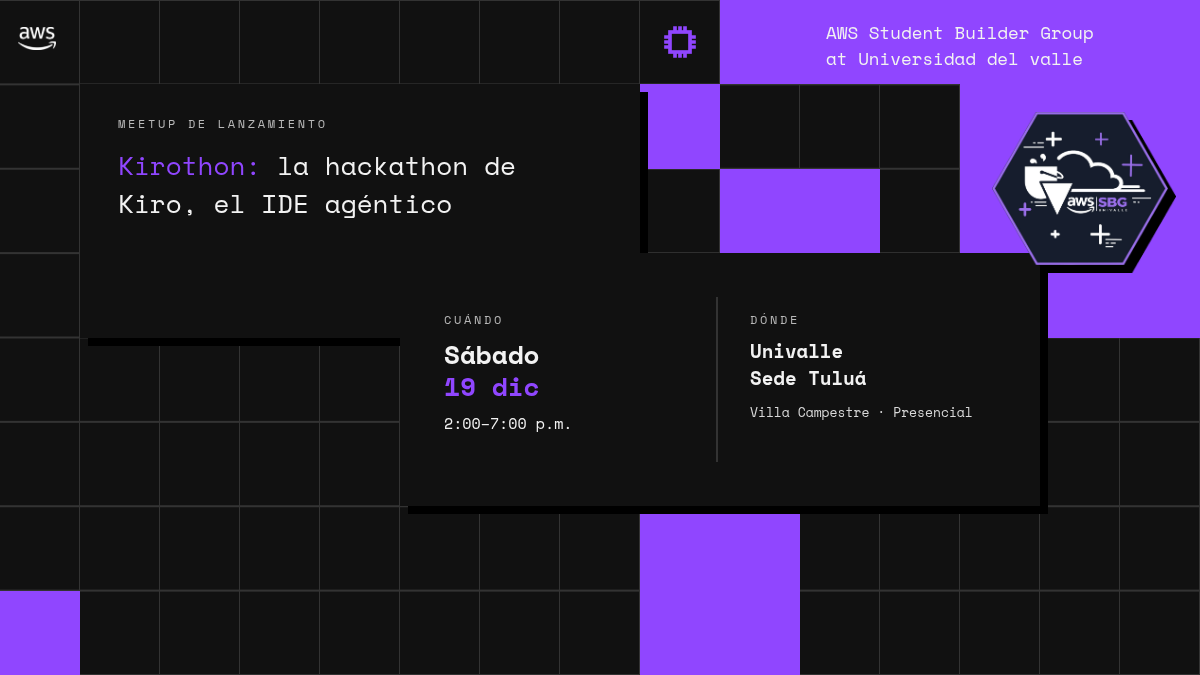 aws
AWS Student Builder Group
at Universidad del valle
MEETUP DE LANZAMIENTO
Kirothon: la hackathon de
Kiro, el IDE agéntico
aws SBG
UNIVALLE
CUÁNDO
Sábado
19 dic
2:00–7:00 p.m.
DÓNDE
Univalle
Sede Tuluá
Villa Campestre · Presencial